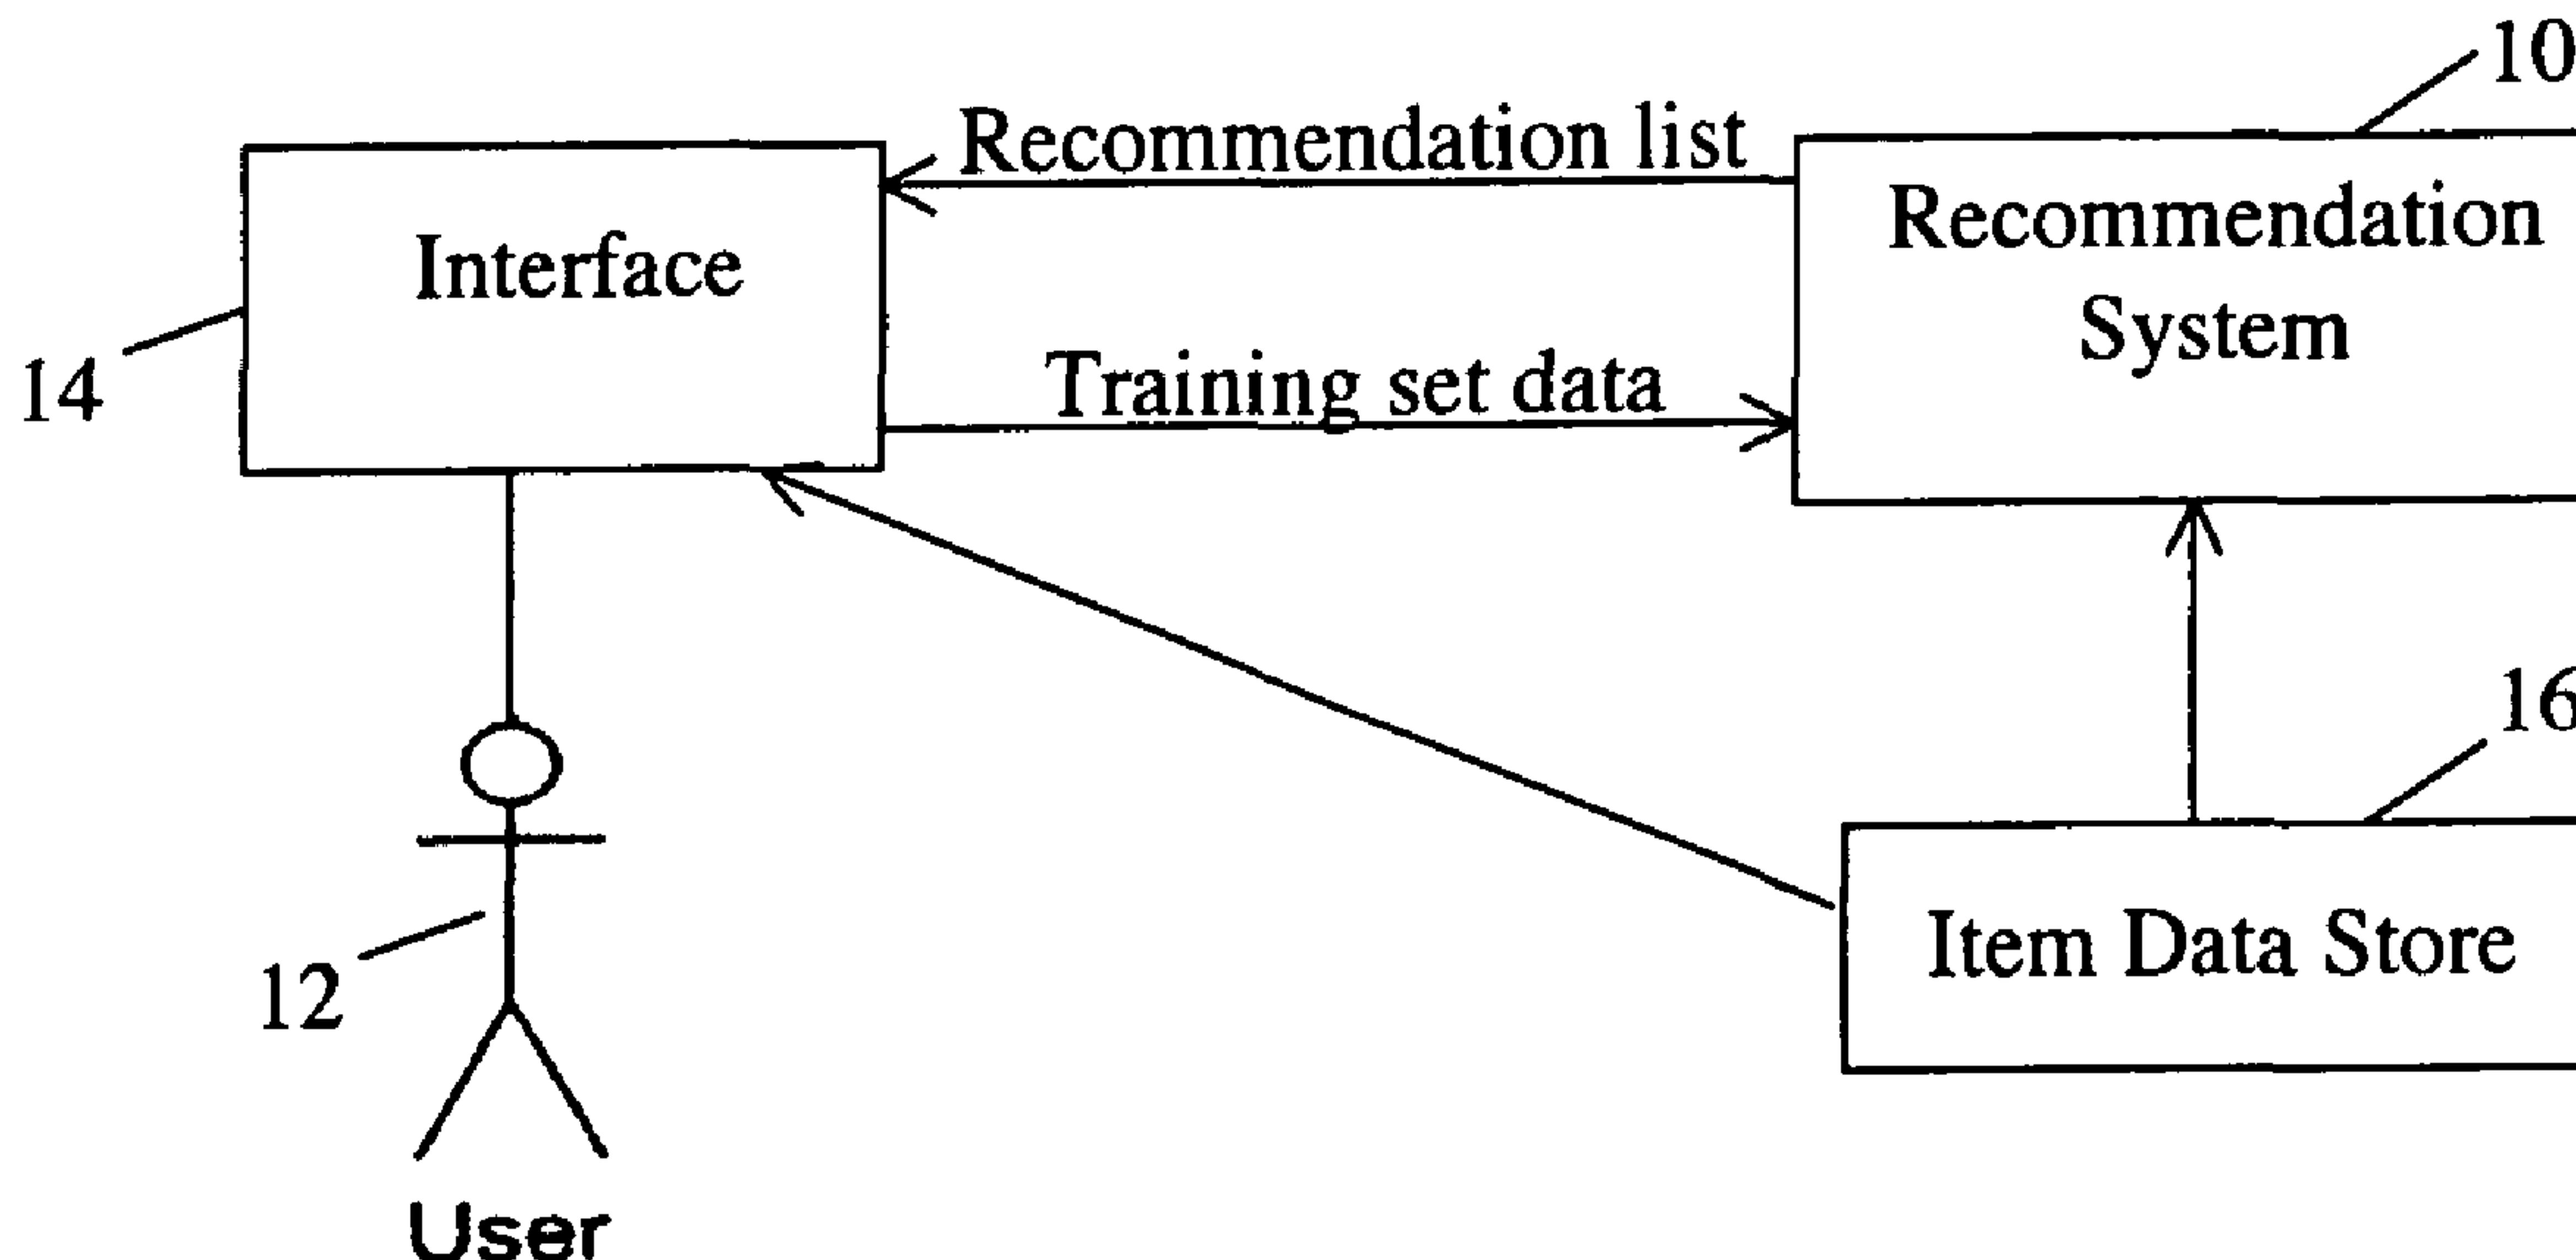 10
Recommendation list
Recommendation
System
Interface
Training set data
14
16
Item Data Store
12
User